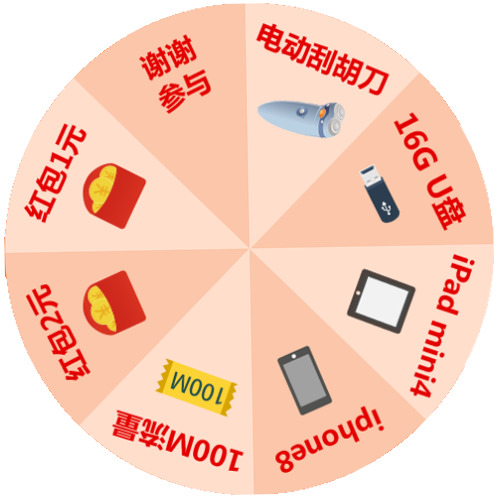 谢谢
参与
电动刮胡刀
16G U盘
iPad mini4
iphone8
100M流量
100M
红包2元
红包1元